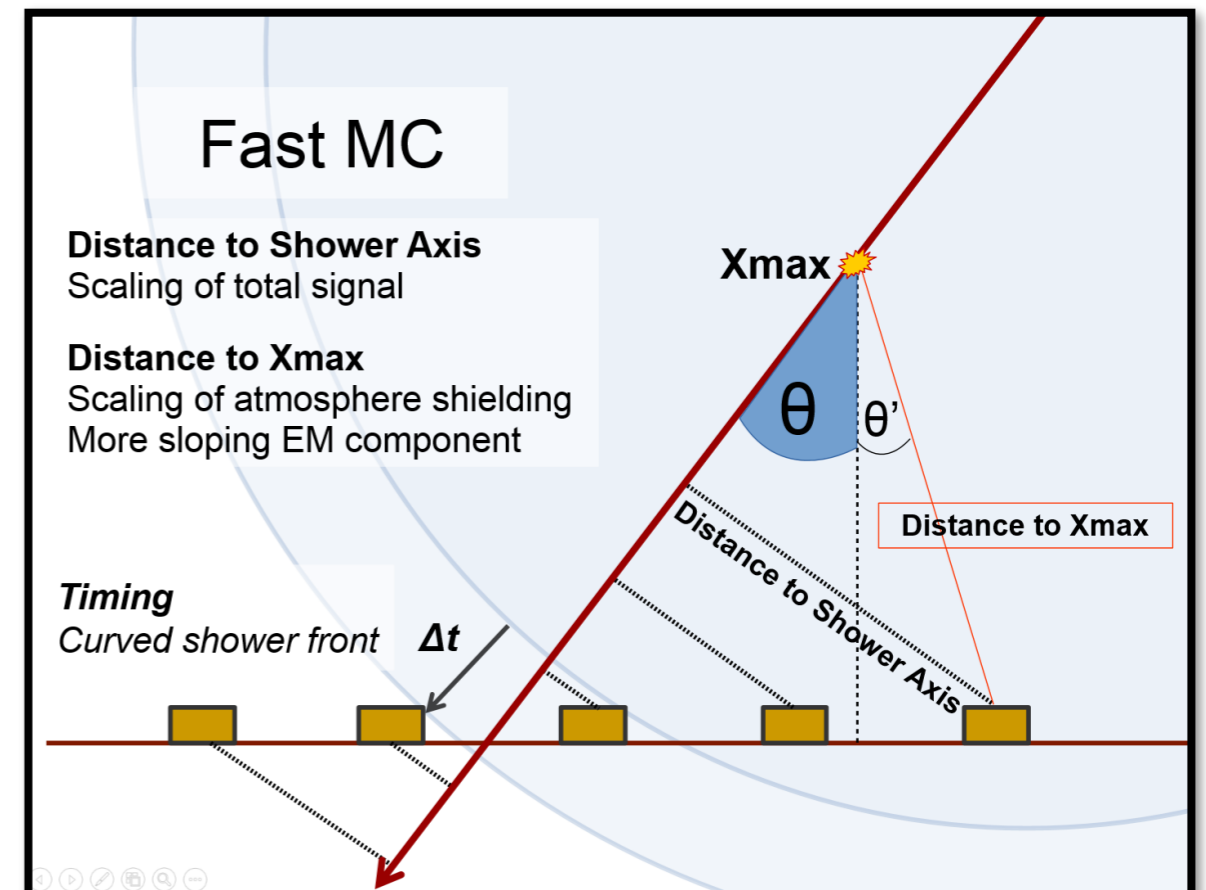 Fast MC
Distance to Shower Axis
Scaling of total signal
Distance to Xmax
Scaling of atmosphere shielding
More sloping EM component
Xmax
θ
θ’
Distance to Xmax
Distance to Shower Axis
Timing
Curved shower front
Δt